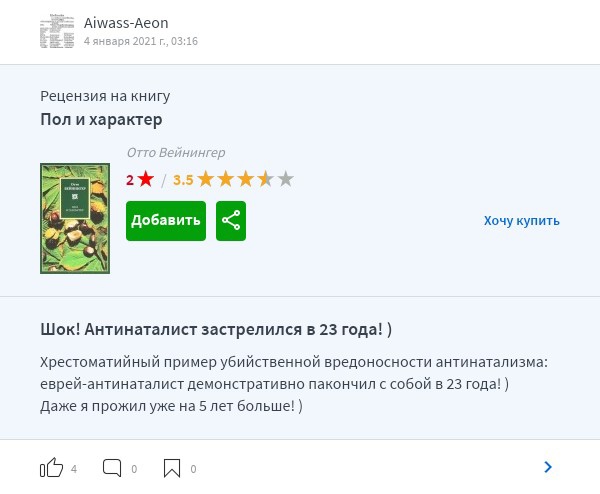 Aiwass-Aeon
4 января 2021 г., 03:16
Рецензия на книгу
Пол и характер
Отто Вейнингер
2 / 3.5
Добавить
Хочу купить
Шок! Антинаталист застрелился в 23 года! )
Хрестоматийный пример убийственной вредоносности антинатализма:
еврей-антинаталист демонстративно пакончил с собой в 23 года! )
Даже я прожил уже на 5 лет больше! )
4 0 0